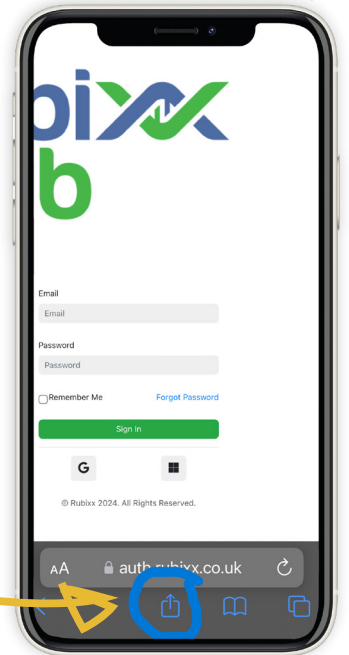 bixx
b
Email
Email
Password
Password
Remember Me Forgot Password
Sign In
G
© Rubixx 2024. All Rights Reserved.
AA auth.rubixx.co.uk